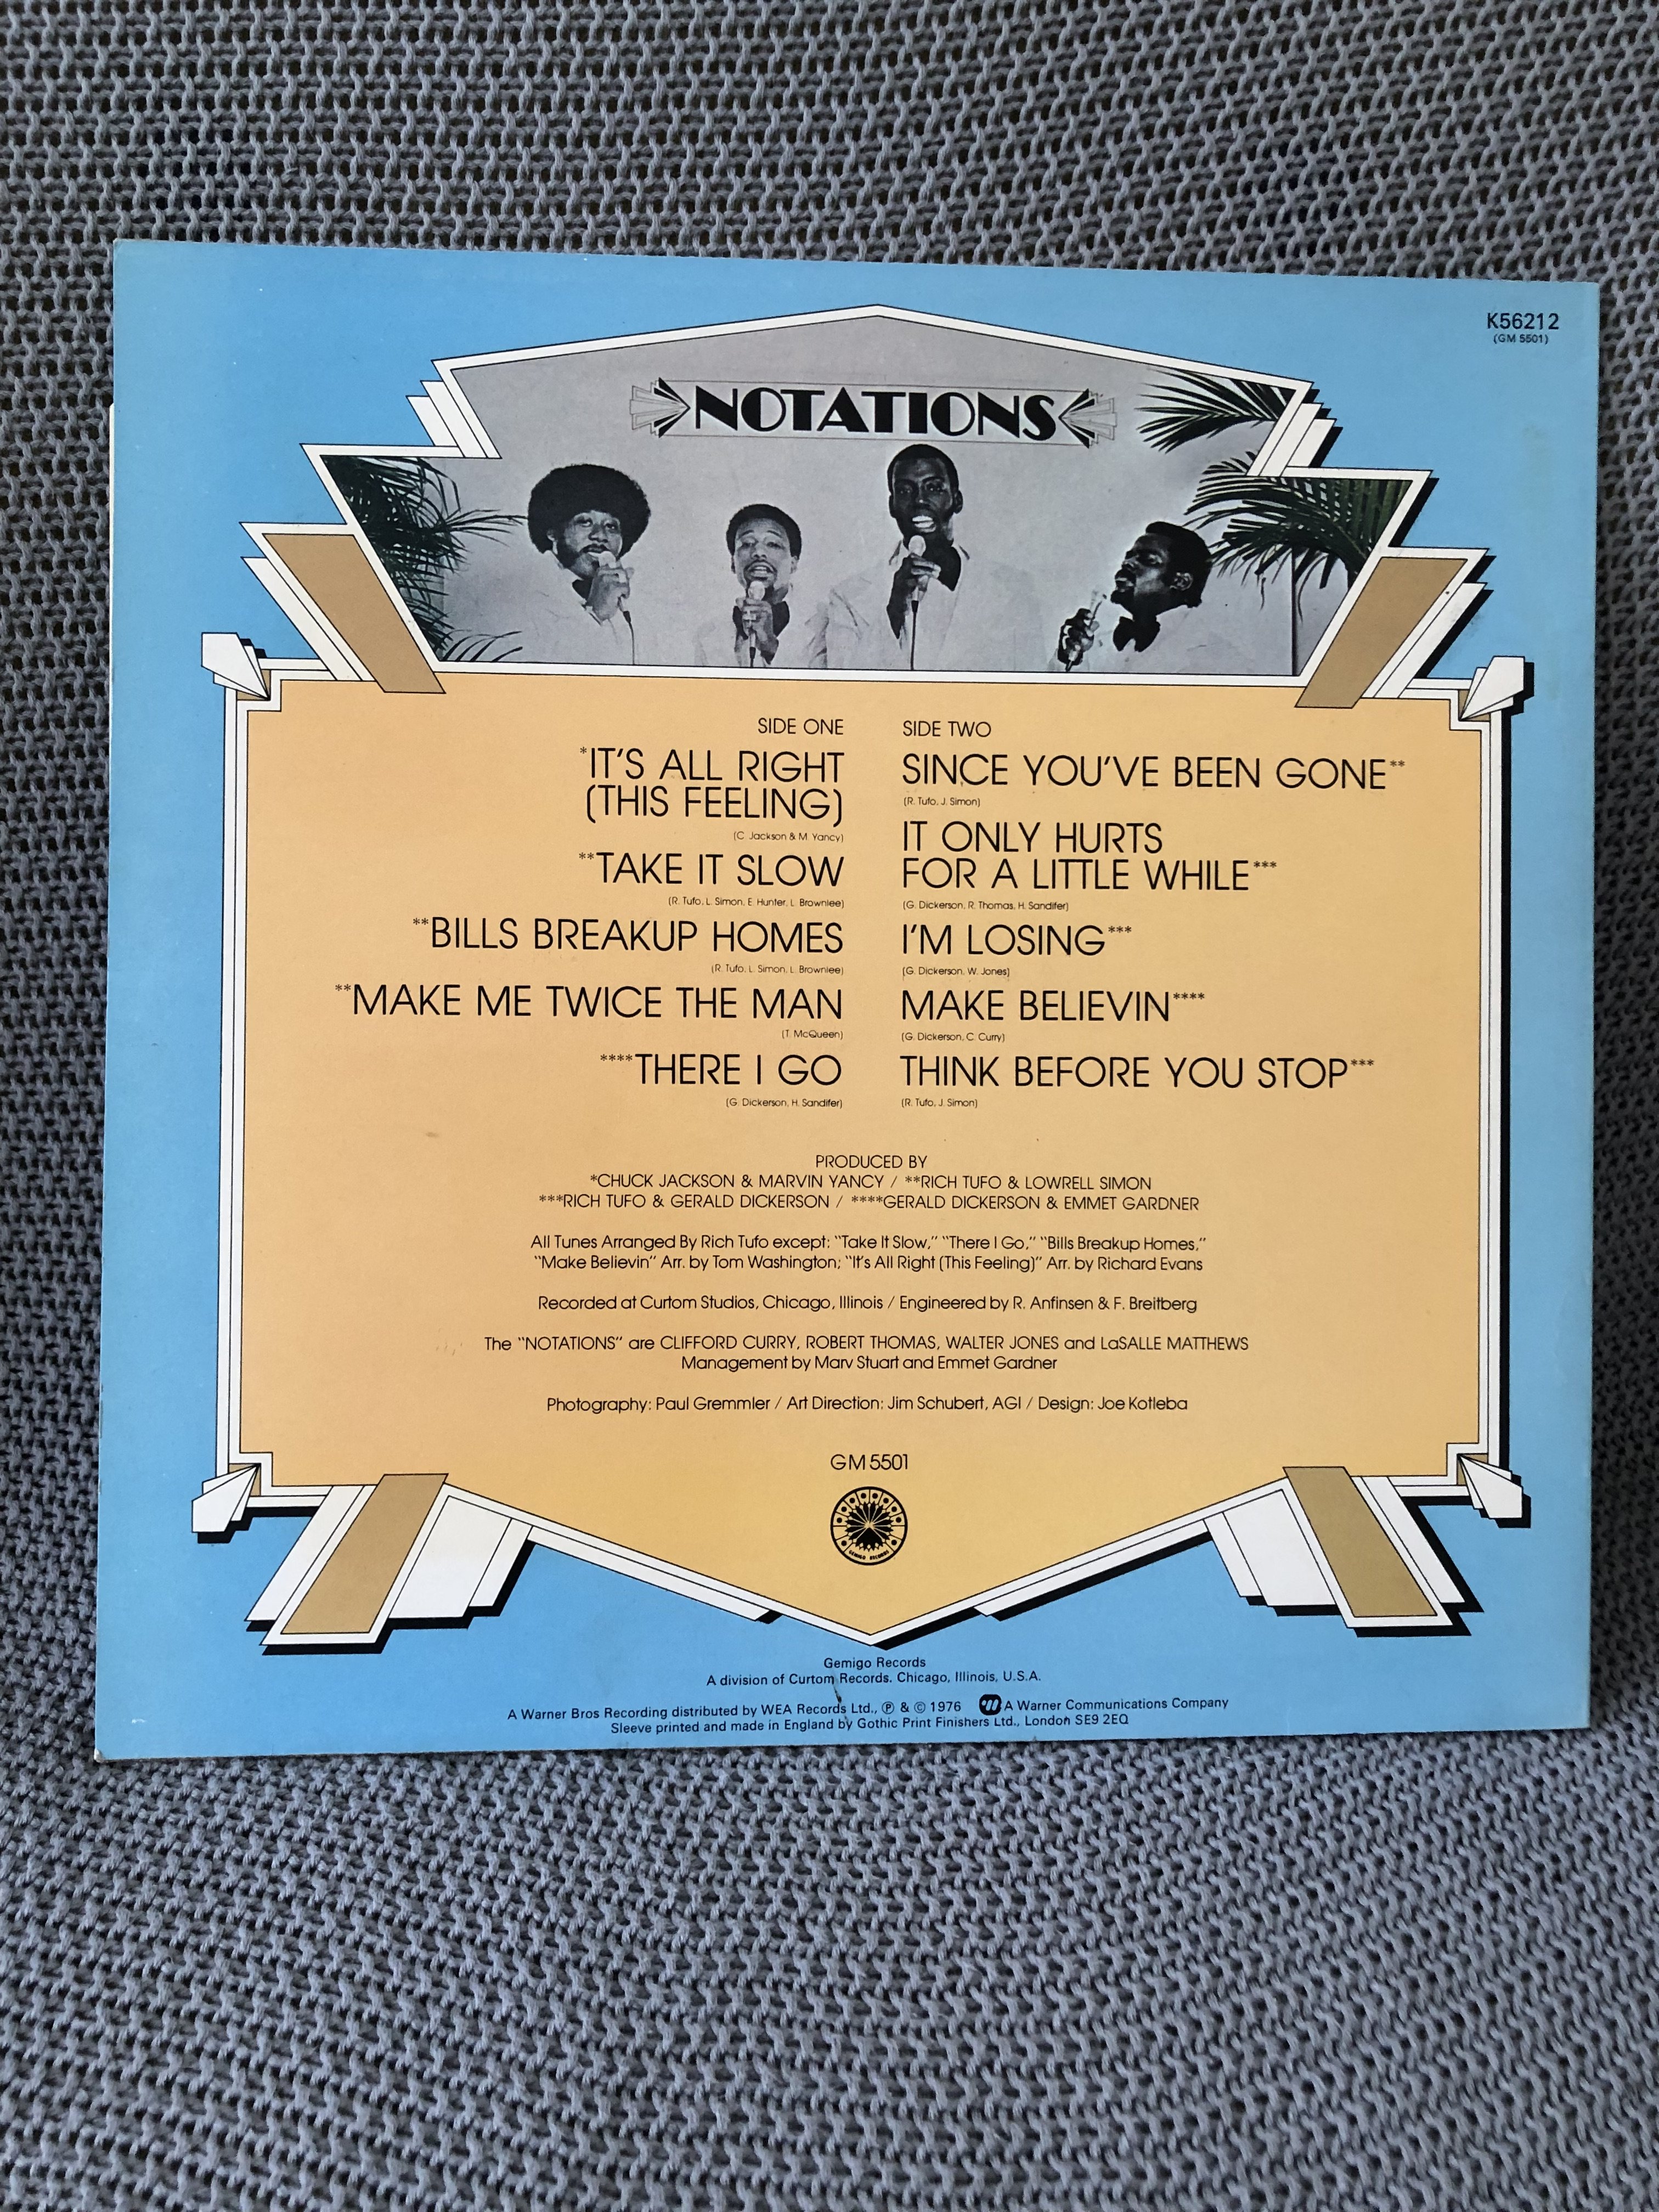 K56212
(GM 5501)
NOTATIONS
SIDE ONE
*IT'S ALL RIGHT
(THIS FEELING)
(C. Jackson & M. Yancy)
**TAKE IT SLOW
(R. Tufo, L. Simon, E. Hunter, L. Brownlee)
**BILLS BREAKUP HOMES
(R. Tufo, L. Simon, L. Brownlee)
**MAKE ME TWICE THE MAN
(T. McQueen)
****THERE I GO
(G. Dickerson, H. Sandifer)
SIDE TWO
SINCE YOU'VE BEEN GONE**
(R. Tufo, J. Simon)
IT ONLY HURTS
FOR A LITTLE WHILE***
(G. Dickerson, R. Thomas, H. Sandifer)
I'M LOSING***
(G. Dickerson, W. Jones)
MAKE BELIEVIN****
(G. Dickerson, C. Curry)
THINK BEFORE YOU STOP***
(R. Tufo, J. Simon)
PRODUCED BY
*CHUCK JACKSON & MARVIN YANCY / **RICH TUFO & LOWRELL SIMON
***RICH TUFO & GERALD DICKERSON / ****GERALD DICKERSON & EMMET GARDNER
All Tunes Arranged By Rich Tufo except: "Take It Slow," "There I Go," "Bills Breakup Homes,"
"Make Believin" Arr. by Tom Washington; "It's All Right (This Feeling)" Arr. by Richard Evans
Recorded at Curtom Studios, Chicago, Illinois / Engineered by R. Anfinsen & F. Breitberg
The "NOTATIONS" are CLIFFORD CURRY, ROBERT THOMAS, WALTER JONES and LaSALLE MATTHEWS
Management by Marv Stuart and Emmet Gardner
Photography: Paul Gremmler / Art Direction: Jim Schubert, AGI / Design: Joe Kotleba
GM 5501
GEMIGO RECORDS
Gemigo Records
A division of Curtom Records. Chicago, Illinois, U.S.A.
A Warner Bros Recording distributed by WEA Records Ltd., ℗ & © 1976 A Warner Communications Company
Sleeve printed and made in England by Gothic Print Finishers Ltd., London SE9 2EQ